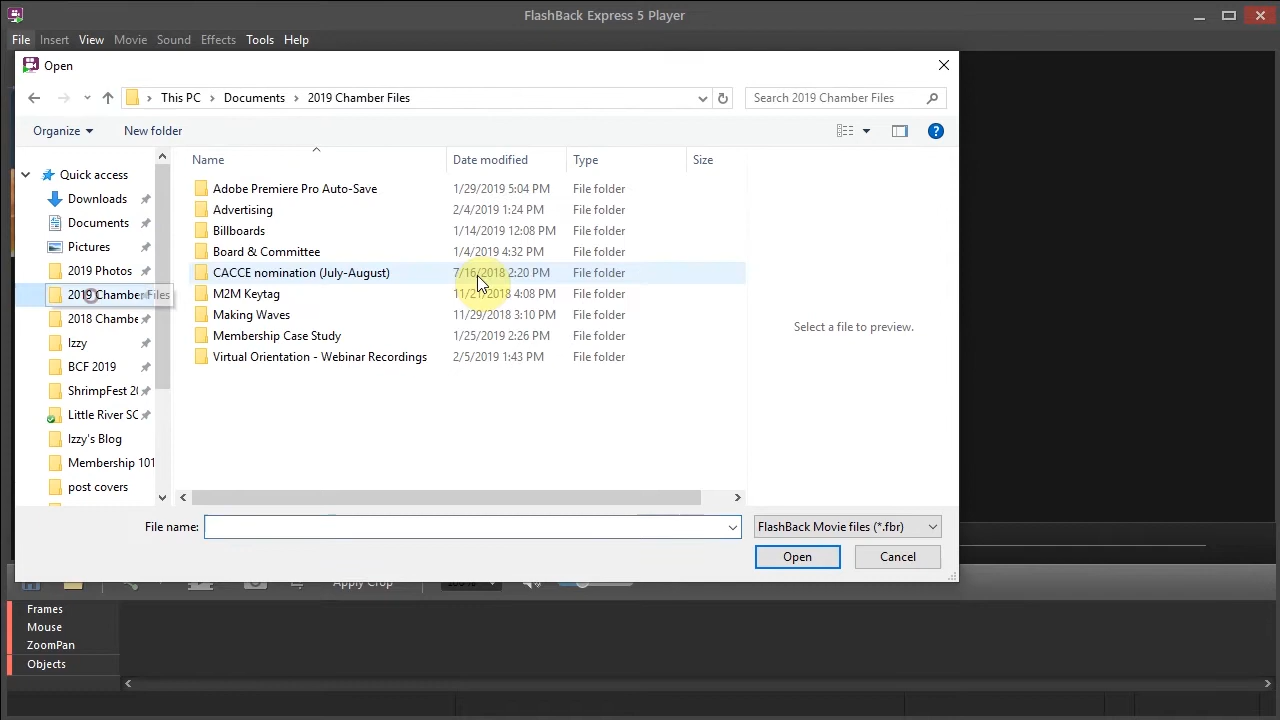 FlashBack Express 5 Player
File Insert View Movie Sound Effects Tools Help
Open
This PC > Documents > 2019 Chamber Files
Search 2019 Chamber Files
Organize New folder
Name Date modified Type Size
Quick access
Downloads
Documents
Pictures
2019 Photos
2019 Chamber Files
2018 Chambe
Izzy
BCF 2019
ShrimpFest 20
Little River SC
Izzy's Blog
Membership 101
post covers
Adobe Premiere Pro Auto-Save 1/29/2019 5:04 PM File folder
Advertising 2/4/2019 1:24 PM File folder
Billboards 1/14/2019 12:08 PM File folder
Board & Committee 1/4/2019 4:32 PM File folder
CACCE nomination (July-August) 7/16/2018 2:20 PM File folder
M2M Keytag 11/21/2018 4:08 PM File folder
Making Waves 11/29/2018 3:10 PM File folder
Membership Case Study 1/25/2019 2:26 PM File folder
Virtual Orientation - Webinar Recordings 2/5/2019 1:43 PM File folder
Select a file to preview.
File name:
FlashBack Movie files (*.fbr)
Open Cancel
Apply Crop
Frames
Mouse
ZoomPan
Objects